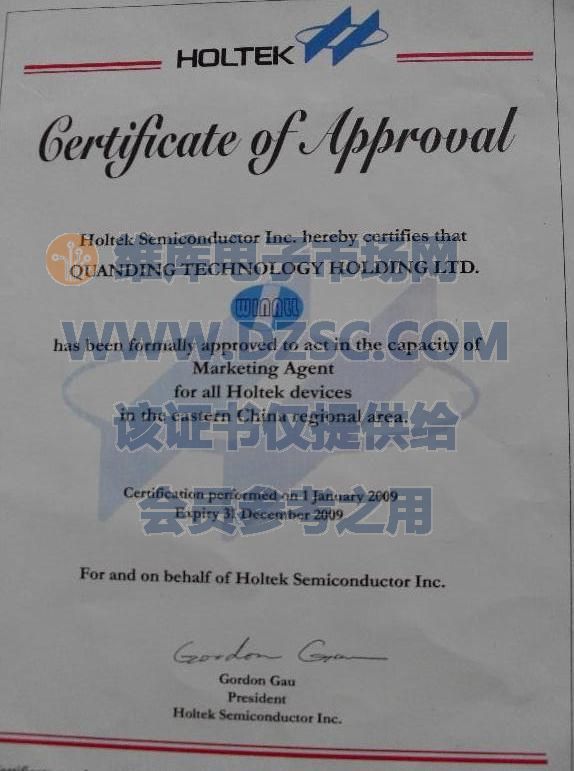 HOLTEK
Certificate of Approval
Holtek Semiconductor Inc. hereby certifies that
维库电子市场网
QUANDING TECHNOLOGY HOLDING LTD.
WINALL
WWW.DZSC.COM
has been formally approved to act in the capacity of
Marketing Agent
for all Holtek devices
in the eastern China regional area.
该证书仅提供给
Certification performed on 1 January 2009
会员参考之用
Expiry 31 December 2009
For and on behalf of Holtek Semiconductor Inc.
Gordon Gau
Gordon Gau
President
Holtek Semiconductor Inc.